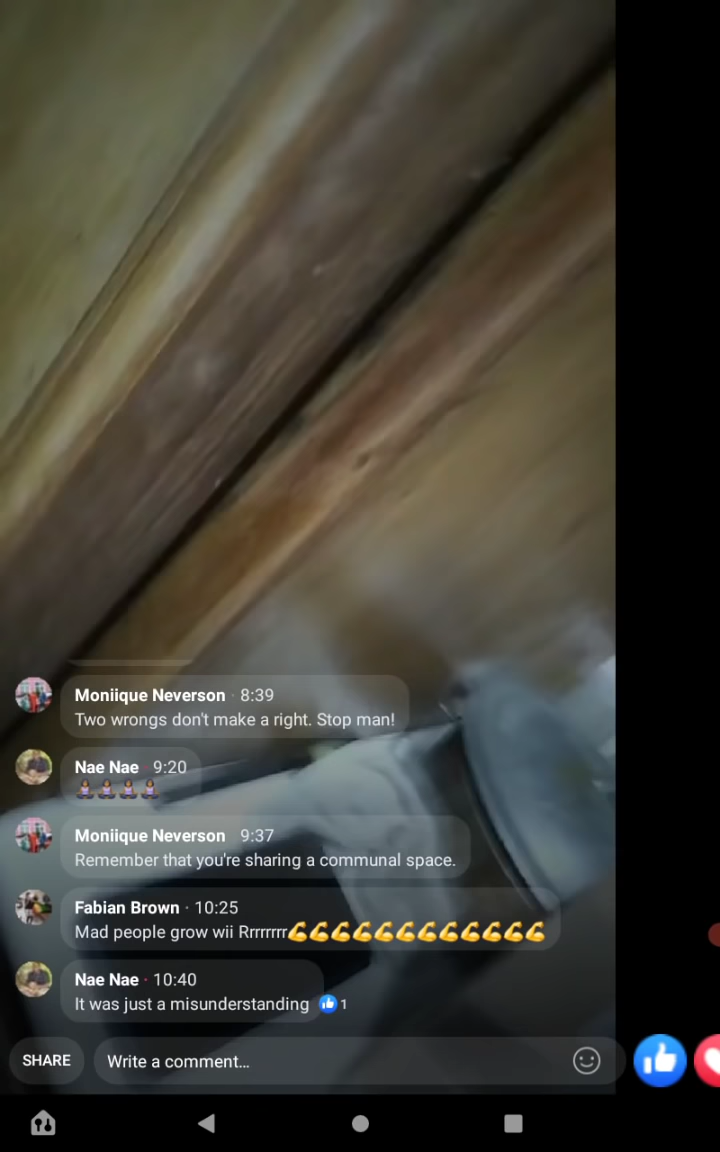 Moniique Neverson · 8:39
Two wrongs don't make a right. Stop man!
Nae Nae · 9:20
🧘🏾‍♀️🧘🏾‍♀️🧘🏾‍♀️🧘🏾‍♀️
Moniique Neverson 9:37
Remember that you're sharing a communal space.
Fabian Brown · 10:25
Mad people grow wii Rrrrrrr💪💪💪💪💪💪💪💪💪💪💪💪
Nae Nae · 10:40
It was just a misunderstanding 👍 1
SHARE Write a comment...